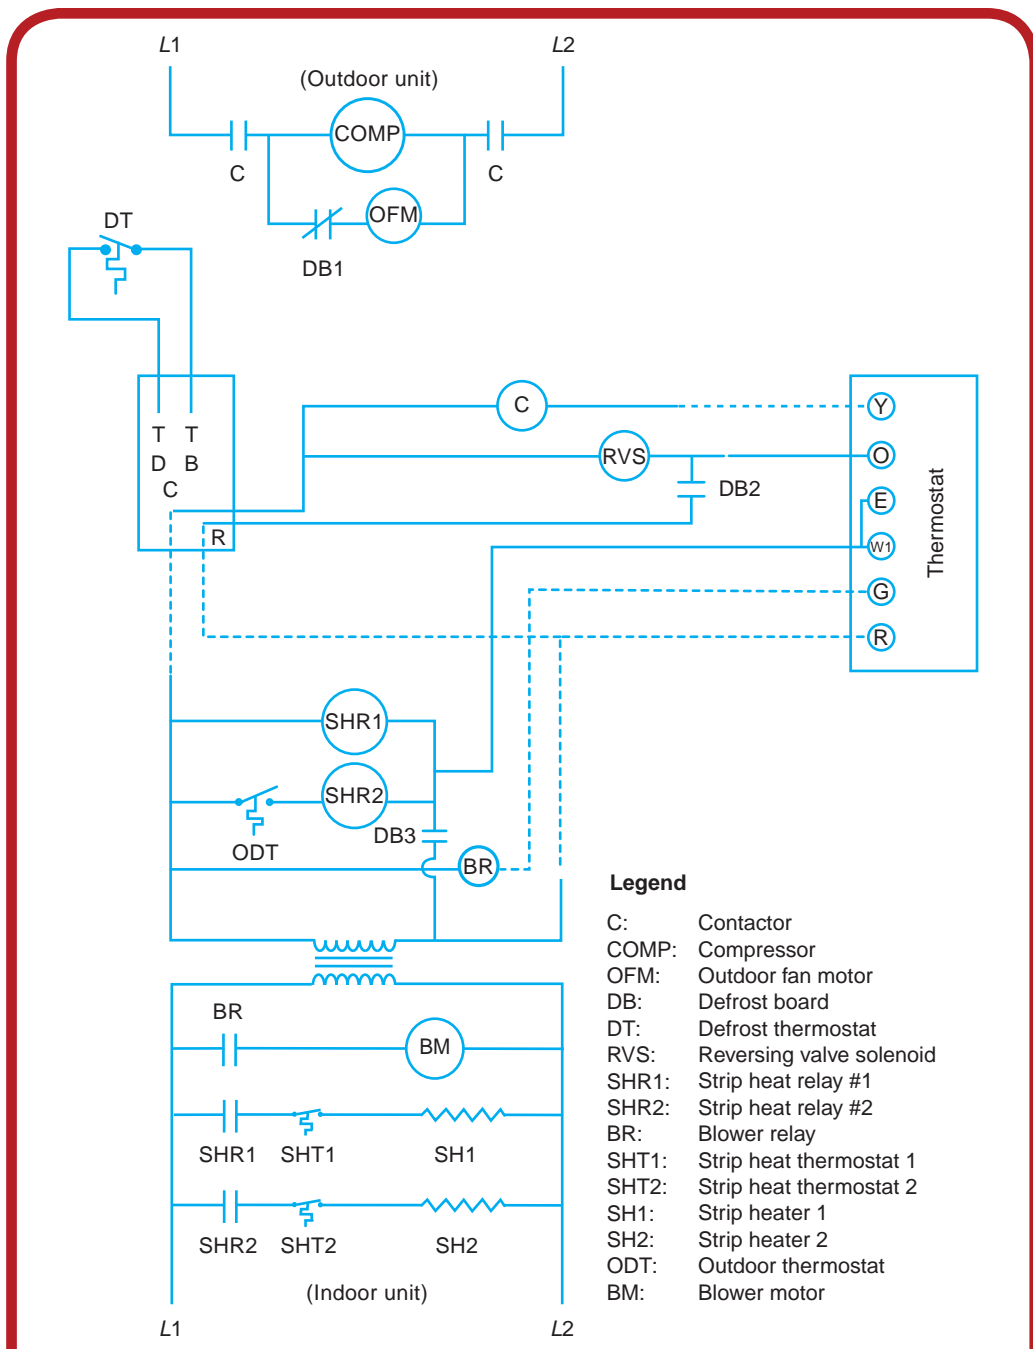 L1 L2
(Outdoor unit)
COMP
C C
OFM
DT
DB1
C Y
T T
D B
C
RVS O
DB2
E
R
W1
Thermostat
G
R
SHR1
SHR2
DB3
ODT
BR
Legend
C: Contactor
COMP: Compressor
OFM: Outdoor fan motor
DB: Defrost board
DT: Defrost thermostat
RVS: Reversing valve solenoid
SHR1: Strip heat relay #1
SHR2: Strip heat relay #2
BR: Blower relay
SHT1: Strip heat thermostat 1
SHT2: Strip heat thermostat 2
SH1: Strip heater 1
SH2: Strip heater 2
ODT: Outdoor thermostat
BM: Blower motor
BR
BM
SHR1 SHT1 SH1
SHR2 SHT2 SH2
(Indoor unit)
L1 L2